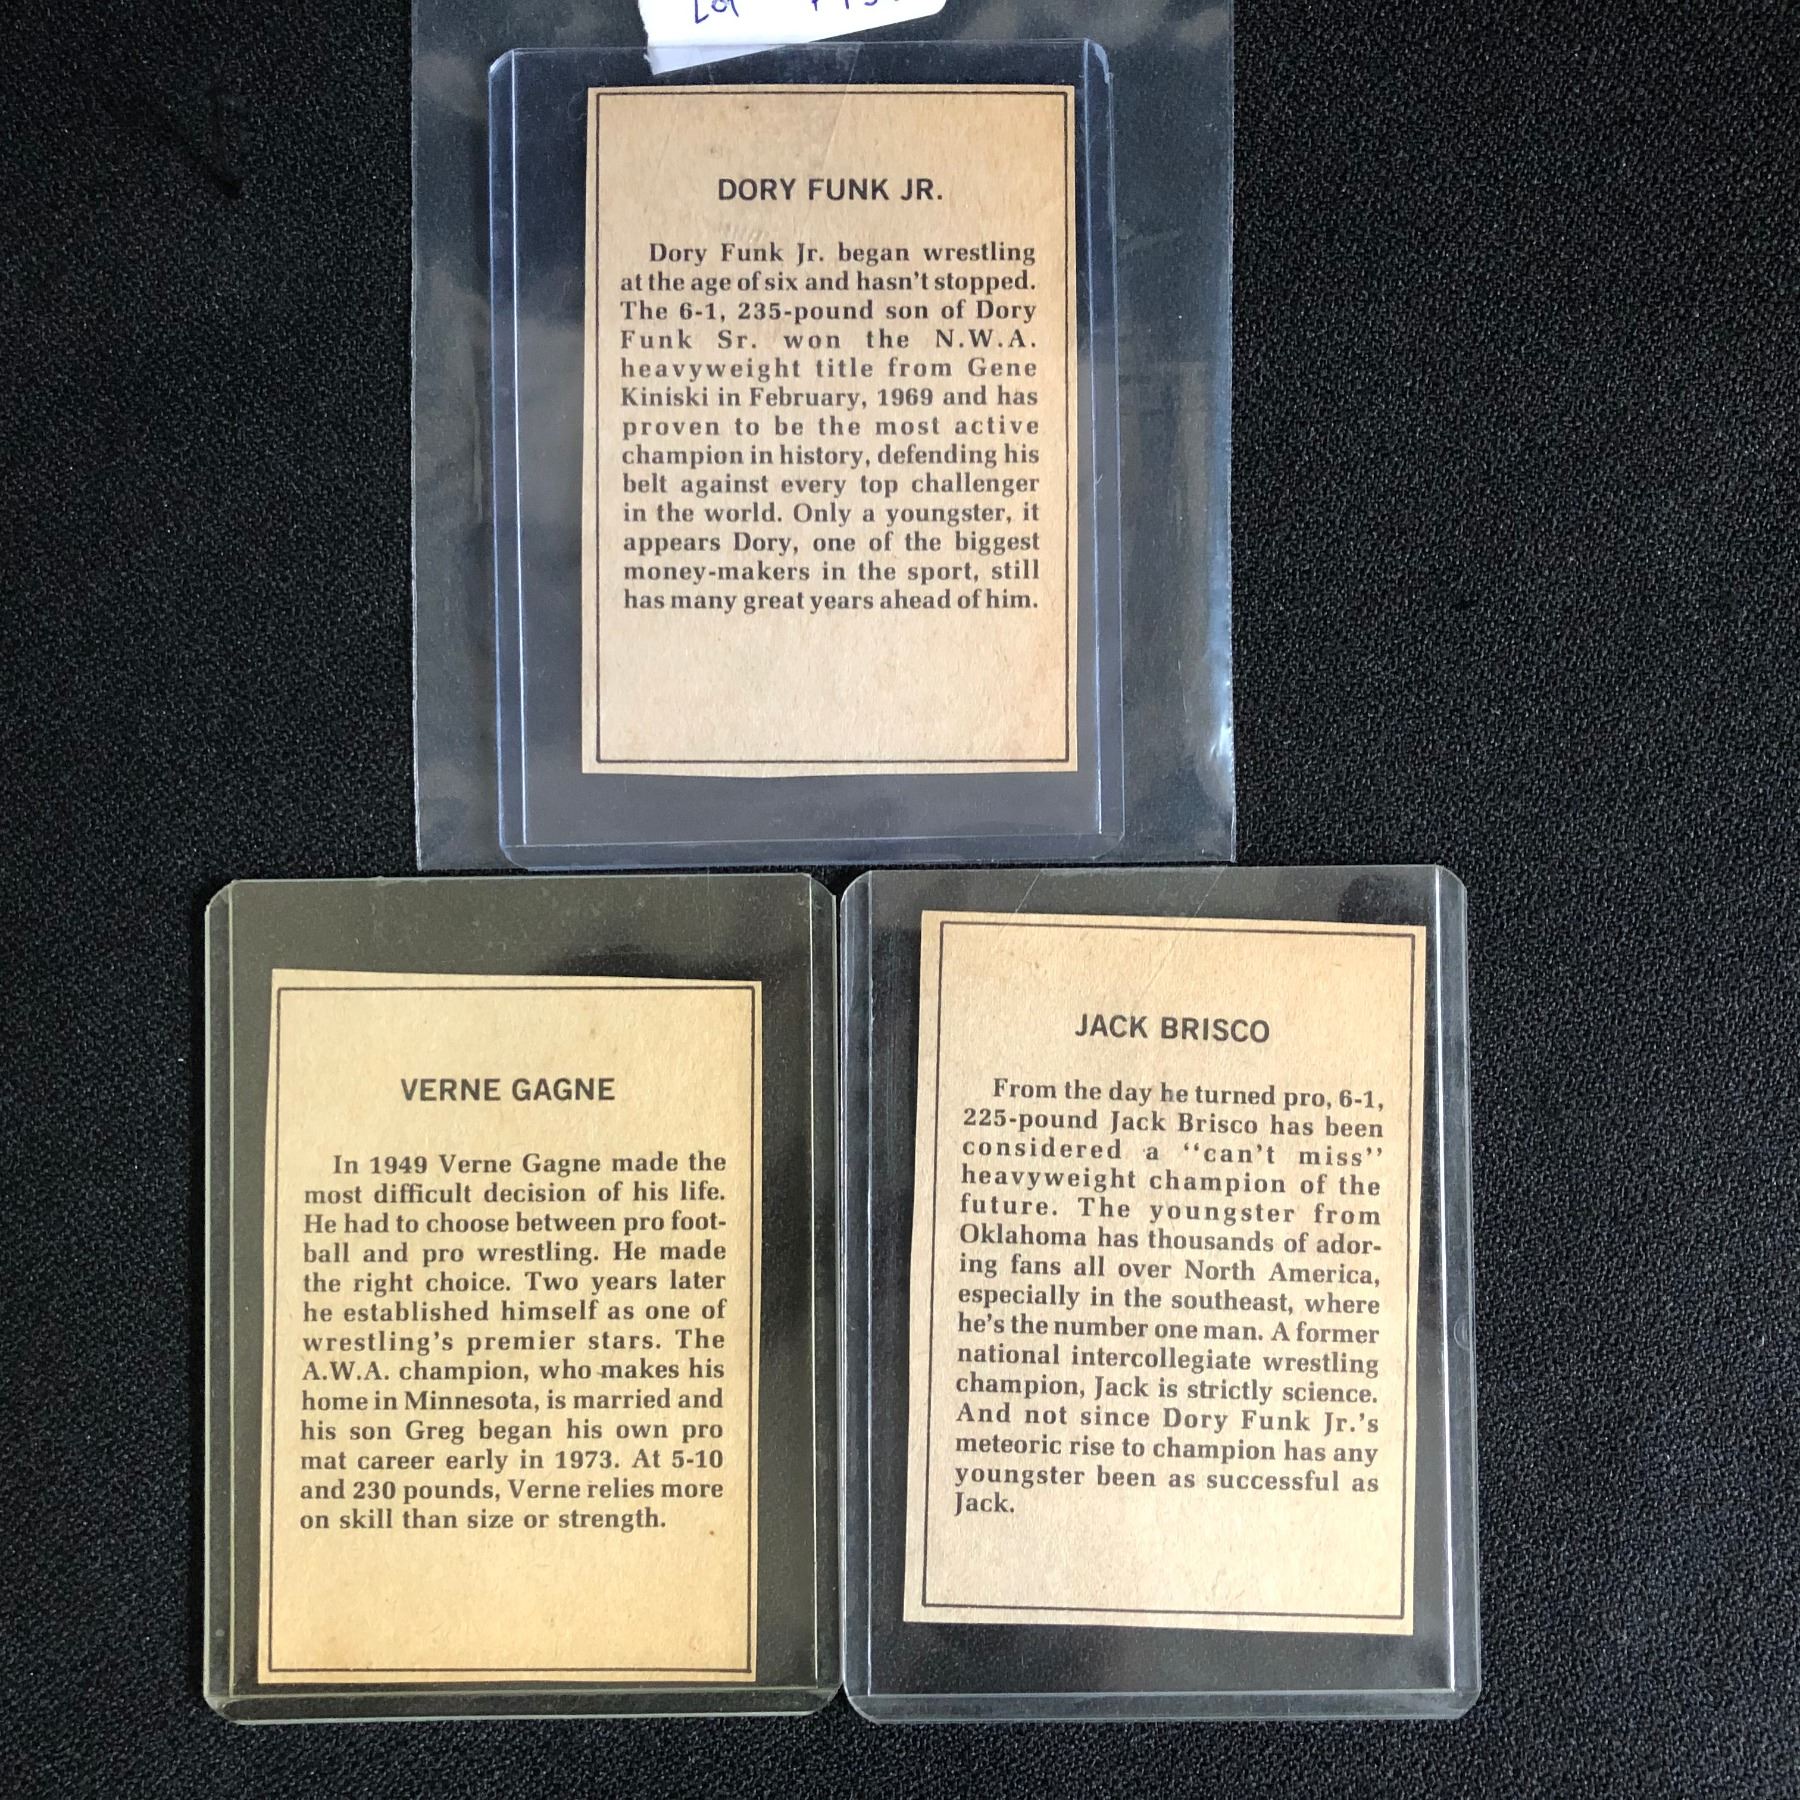 Lot
DORY FUNK JR.
Dory Funk Jr. began wrestling
at the age of six and hasn't stopped.
The 6-1, 235-pound son of Dory
Funk Sr. won the N.W.A.
heavyweight title from Gene
Kiniski in February, 1969 and has
proven to be the most active
champion in history, defending his
belt against every top challenger
in the world. Only a youngster, it
appears Dory, one of the biggest
money-makers in the sport, still
has many great years ahead of him.
VERNE GAGNE
In 1949 Verne Gagne made the
most difficult decision of his life.
He had to choose between pro foot-
ball and pro wrestling. He made
the right choice. Two years later
he established himself as one of
wrestling's premier stars. The
A.W.A. champion, who makes his
home in Minnesota, is married and
his son Greg began his own pro
mat career early in 1973. At 5-10
and 230 pounds, Verne relies more
on skill than size or strength.
JACK BRISCO
From the day he turned pro, 6-1,
225-pound Jack Brisco has been
considered a "can't miss"
heavyweight champion of the
future. The youngster from
Oklahoma has thousands of ador-
ing fans all over North America,
especially in the southeast, where
he's the number one man. A former
national intercollegiate wrestling
champion, Jack is strictly science.
And not since Dory Funk Jr.'s
meteoric rise to champion has any
youngster been as successful as
Jack.